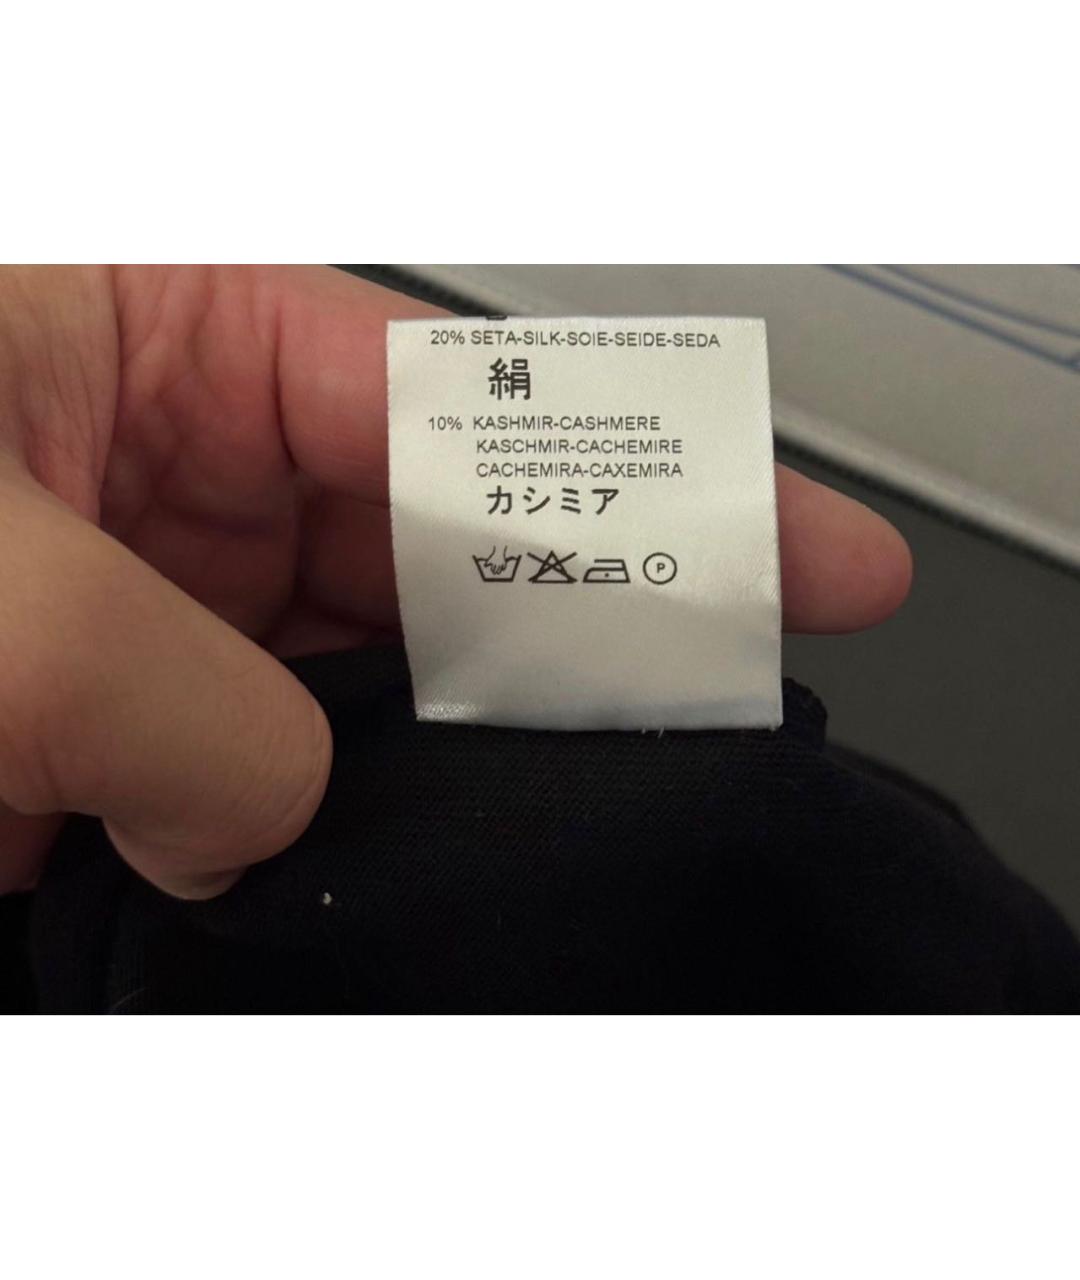 20% SETA-SILK-SOIE-SEIDE-SEDA
絹
10% KASHMIR-CASHMERE
KASCHMIR-CACHEMIRE
CACHEMIRA-CAXEMIRA
カシミア
P P